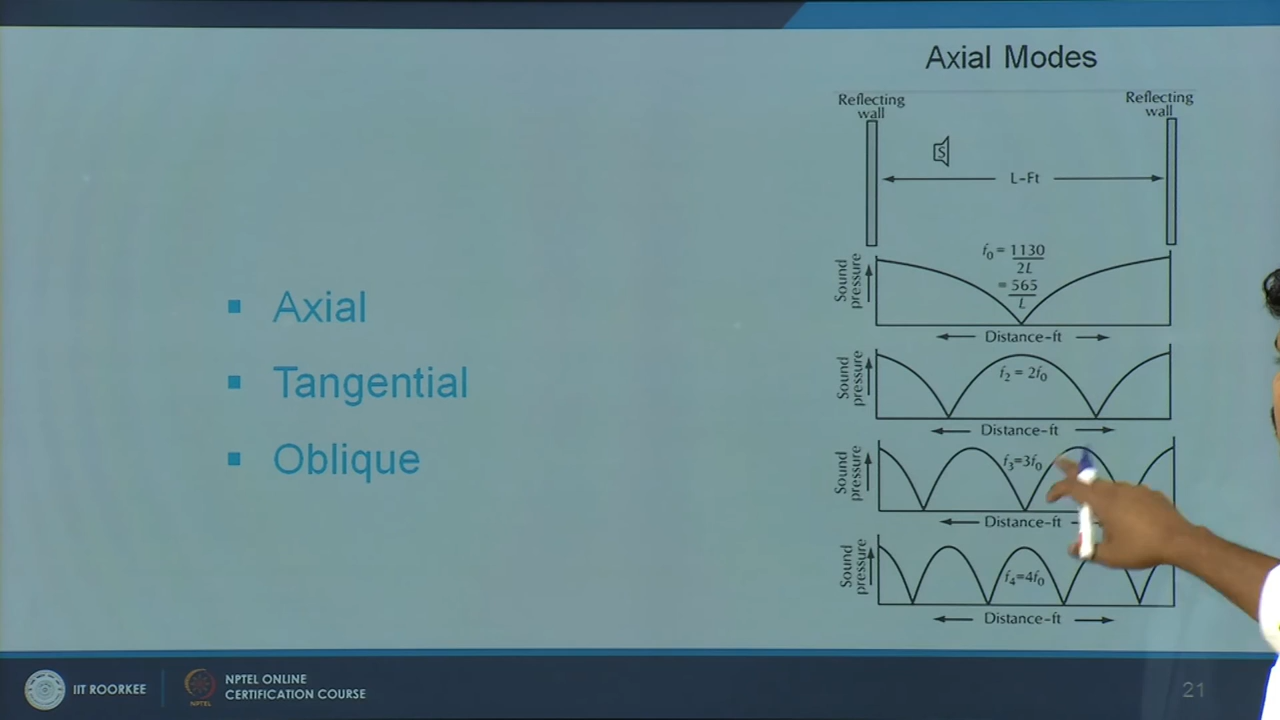 Axial Modes
Reflecting
wall
Reflecting
wall
S
L-Ft
f₀ = 1130
2L
= 565
L
Sound
pressure
Distance-ft
f₂ = 2f₀
Sound
pressure
Distance-ft
f₃=3f₀
Sound
pressure
Distance-ft
f₄=4f₀
Sound
pressure
Distance-ft
▪ Axial
▪ Tangential
▪ Oblique
IIT ROORKEE
NPTEL
NPTEL ONLINE
CERTIFICATION COURSE
21